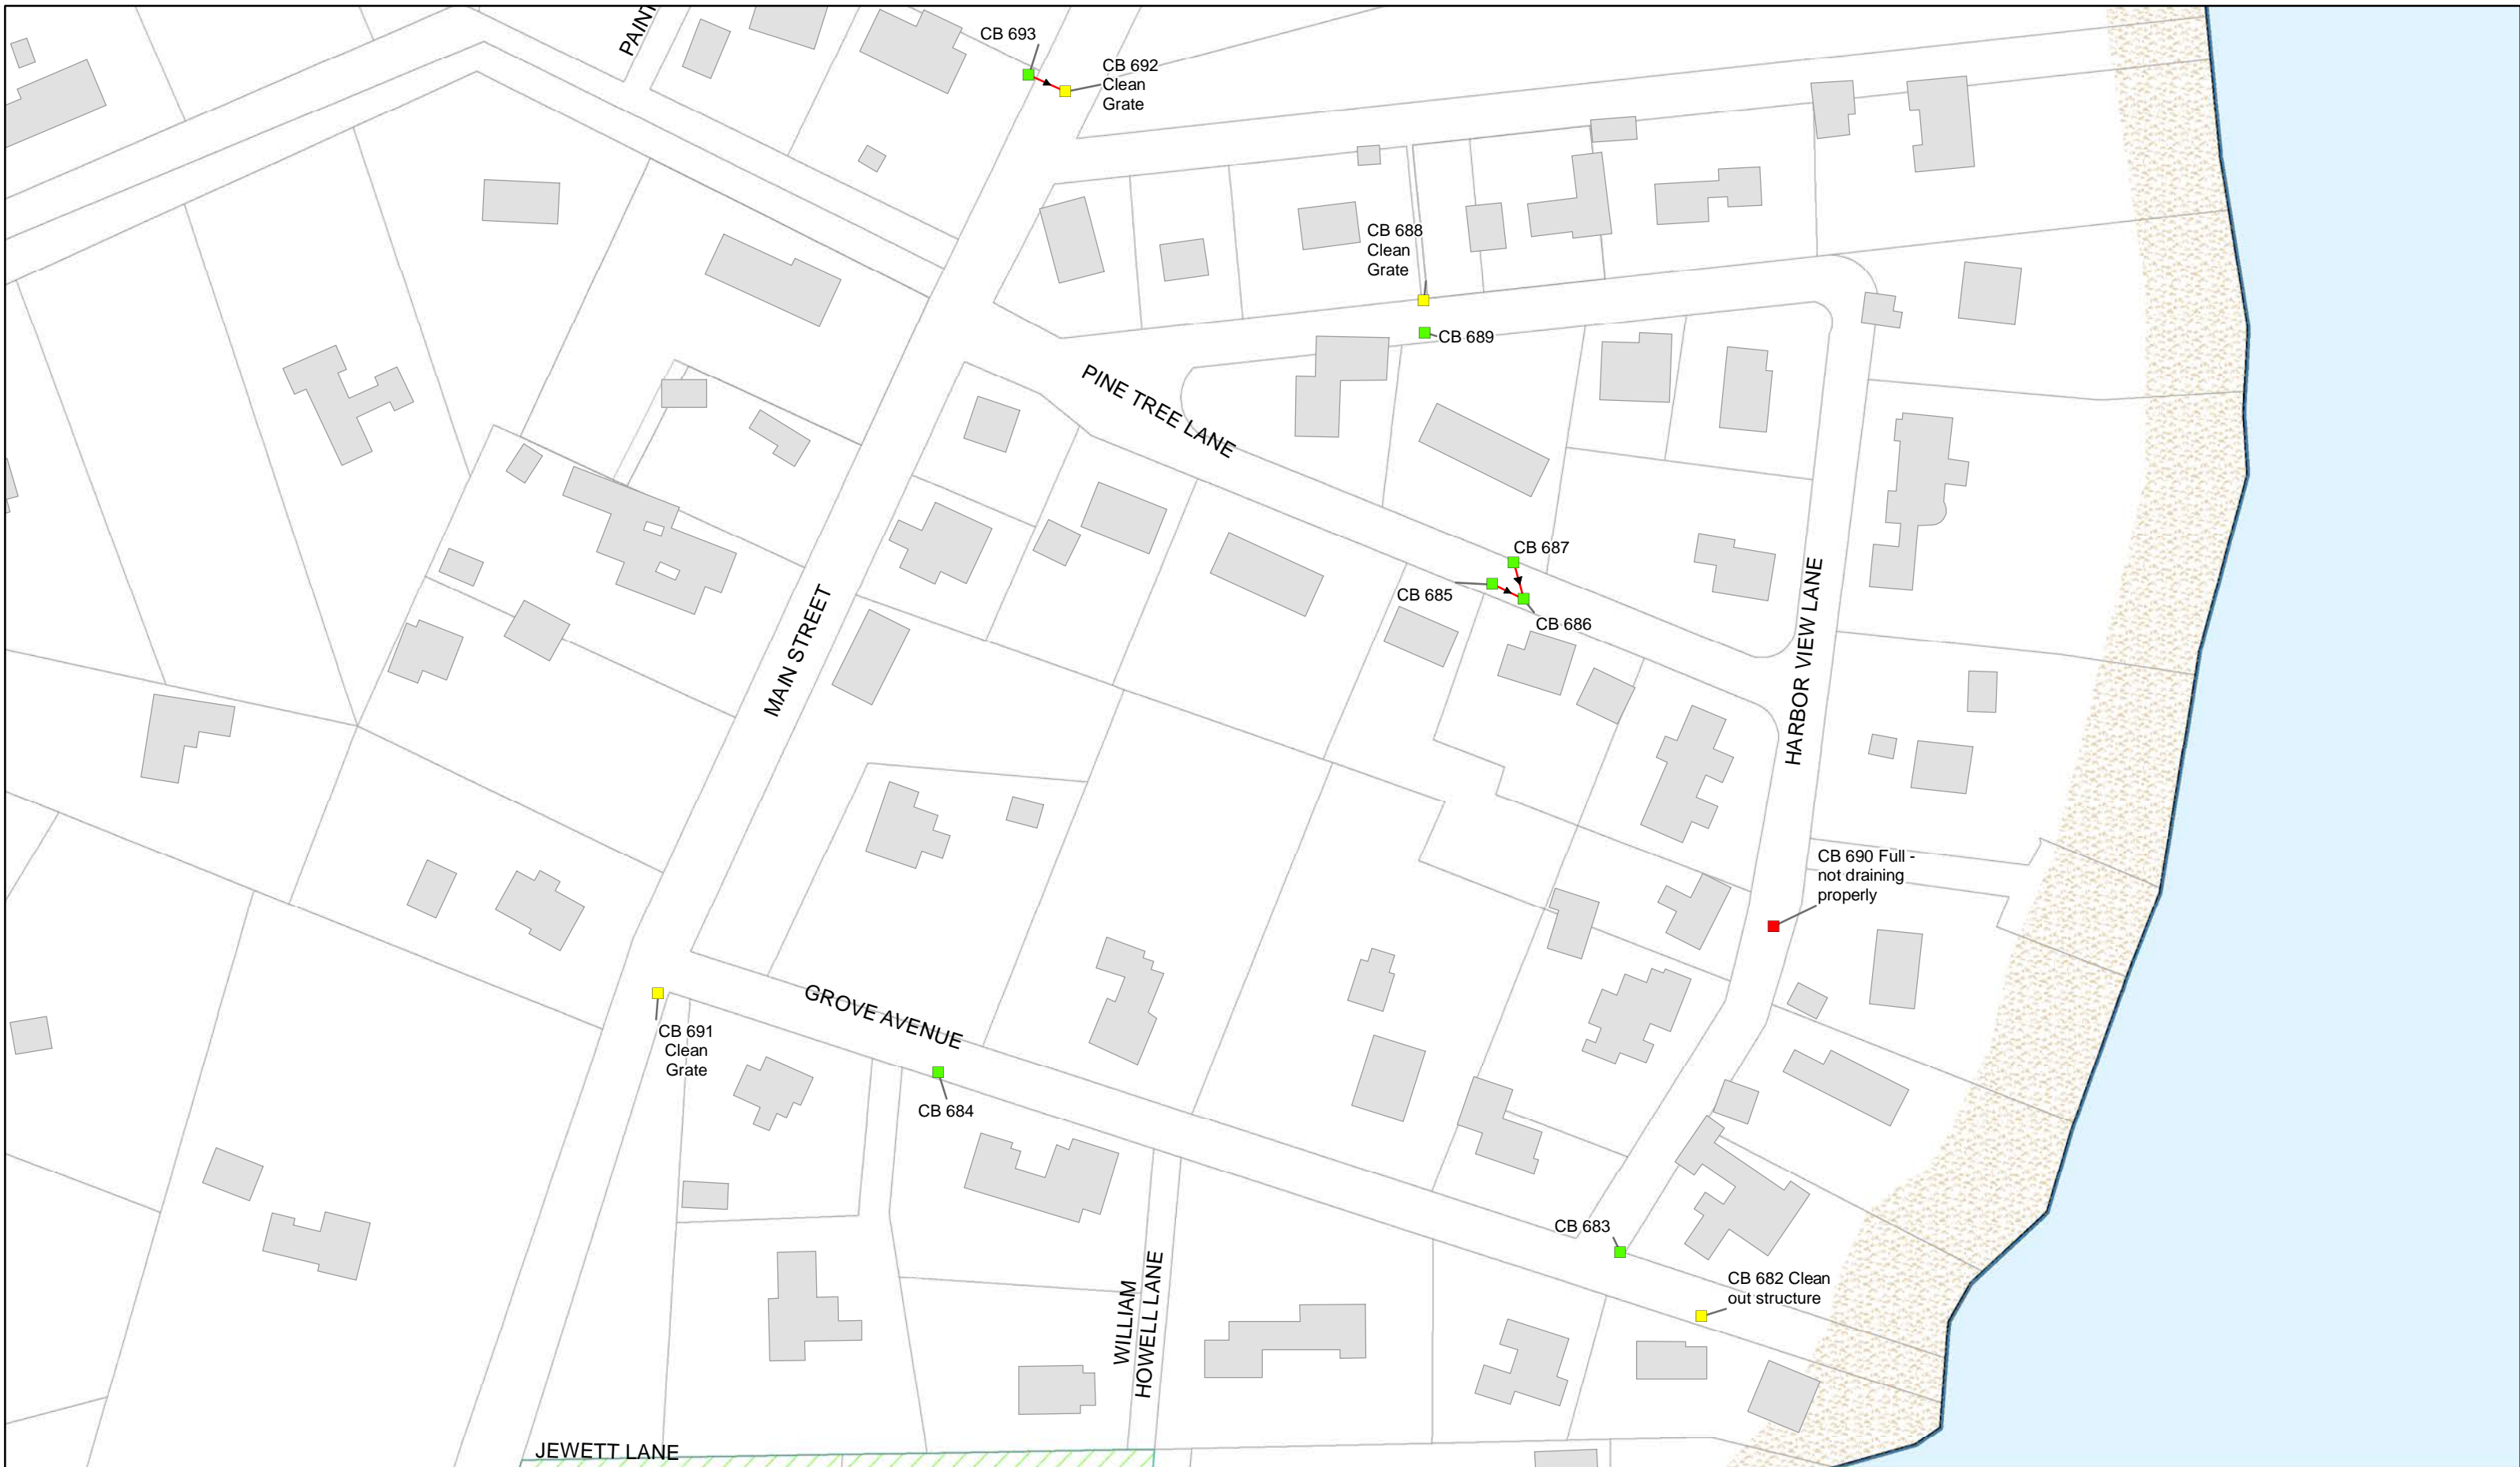 PAINT
CB 693
CB 692
Clean
Grate
CB 688
Clean
Grate
CB 689
PINE TREE LANE
CB 687
CB 685
CB 686
MAIN STREET
HARBOR VIEW LANE
CB 690 Full -
not draining
properly
GROVE AVENUE
CB 691
Clean
Grate
CB 684
CB 683
CB 682 Clean
out structure
WILLIAM
HOWELL LANE
JEWETT LANE